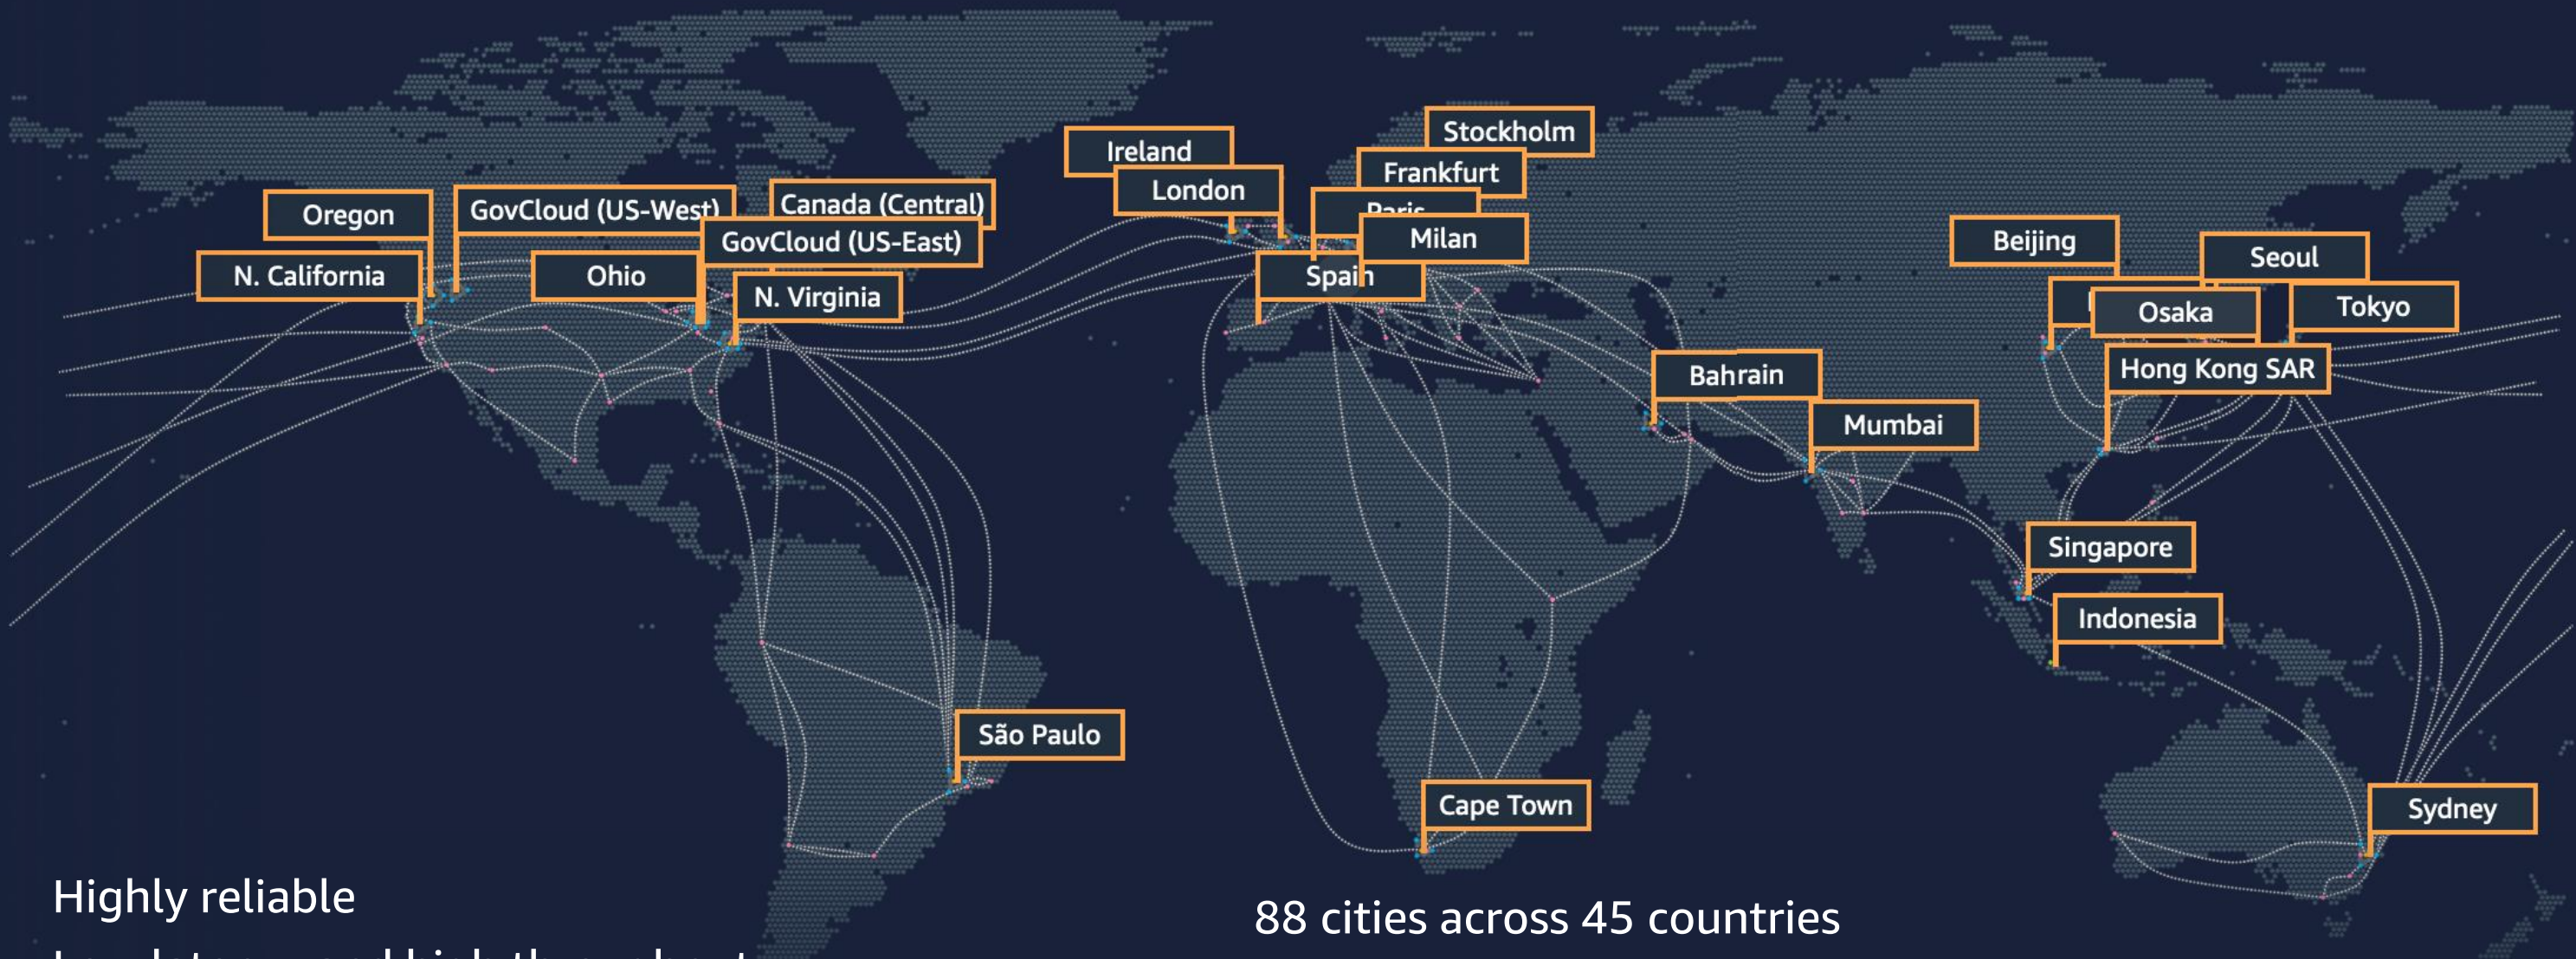 Stockholm
Ireland
Frankfurt
London
Paris
Oregon
GovCloud (US-West)
Canada (Central)
GovCloud (US-East)
Milan
Beijing
Seoul
N. California
Ohio
Spain
N. Virginia
Osaka
Tokyo
Bahrain
Hong Kong SAR
Mumbai
Singapore
Indonesia
São Paulo
Cape Town
Sydney
Highly reliable
88 cities across 45 countries